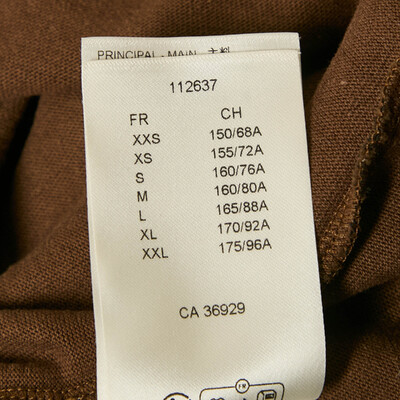 PRINCIPAL - MAIN - 主料
112637
FR CH
XXS 150/68A
XS 155/72A
S 160/76A
M 160/80A
L 165/88A
XL 170/92A
XXL 175/96A
CA 36929